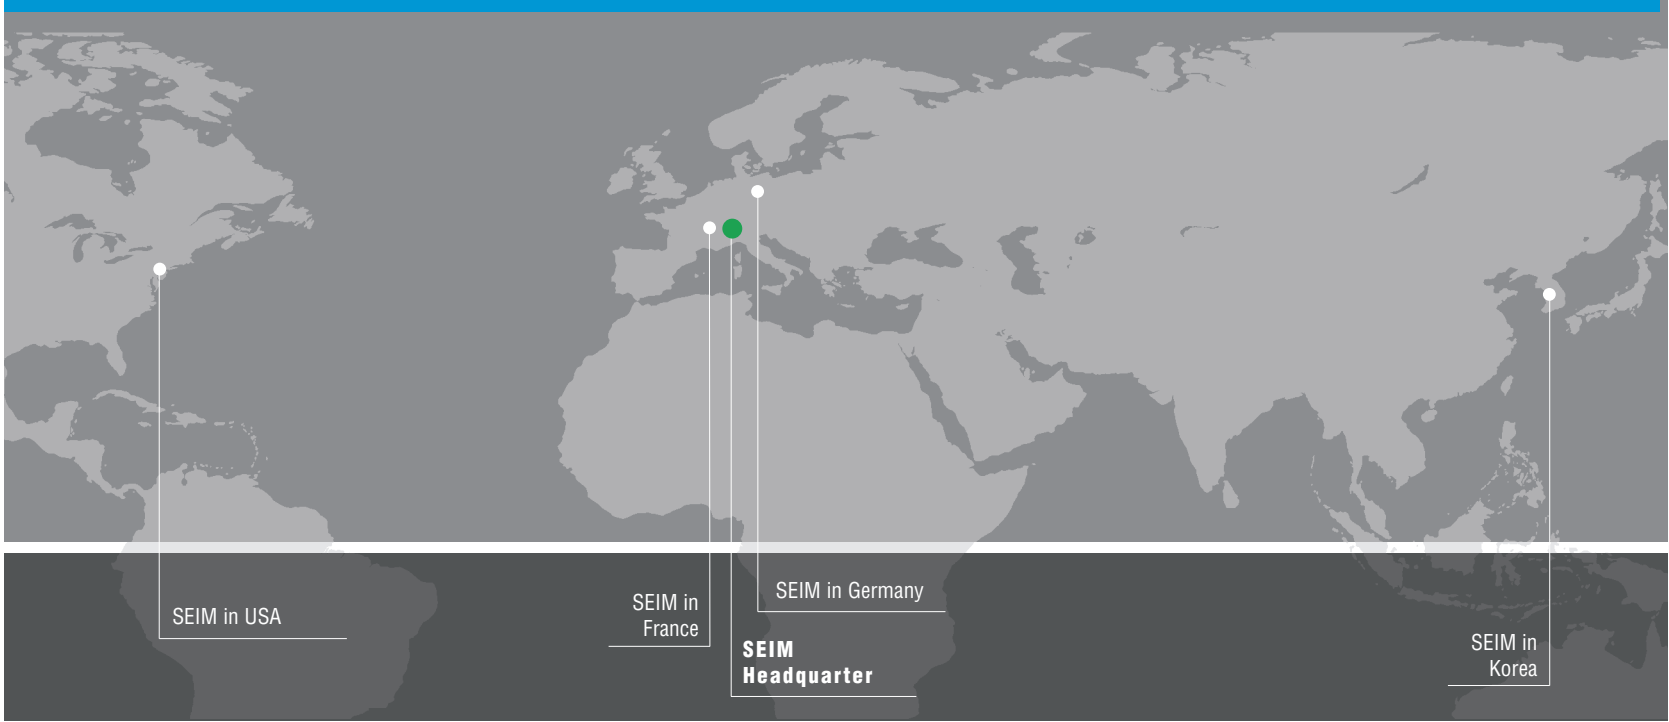 SEIM in USA
SEIM in
France
SEIM in Germany
SEIM
Headquarter
SEIM in
Korea